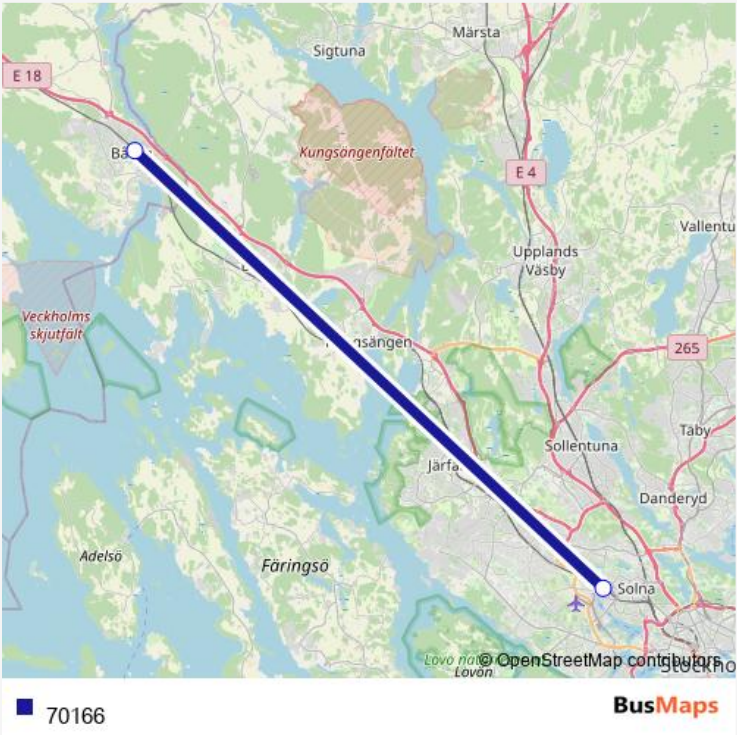 Märsta
Sigtuna
E 18
Kungsängenfältet
E 4
Vallentu
Upplands
Väsby
Veckholms
skjutfält
265
Täby
Sollentuna
Danderyd
Adelsö
Färingsö
Solna
© OpenStreetMap contributors
Lovön
70166
BusMaps